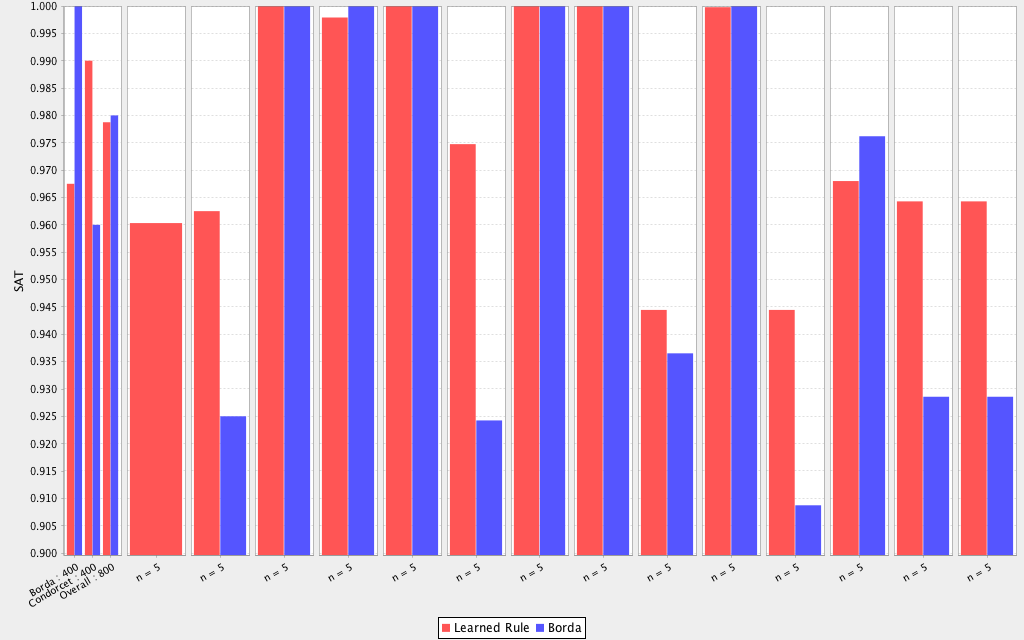 1.000
0.995
0.990
0.985
0.980
0.975
0.970
0.965
0.960
0.955
0.950
0.945
0.940
0.935
0.930
0.925
0.920
0.915
0.910
0.905
0.900
SAT
Borda : 400
Condorcet : 400
Overall : 800
n = 5
n = 5
n = 5
n = 5
n = 5
n = 5
n = 5
n = 5
n = 5
n = 5
n = 5
n = 5
n = 5
n = 5
Learned Rule Borda